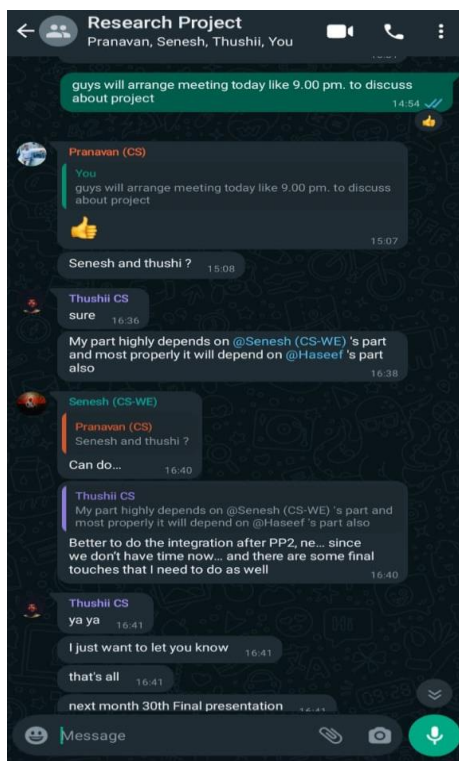 Research Project
Pranavan, Senesh, Thushii, You
guys will arrange meeting today like 9.00 pm. to discuss
about project
14:54
Pranavan (CS)
You
guys will arrange meeting today like 9.00 pm. to discuss
about project
15:07
Senesh and thushi ? 15:08
Thushii CS
sure 16:36
My part highly depends on @Senesh (CS-WE) 's part
and most properly it will depend on @Haseef 's part
also
16:38
Senesh (CS-WE)
Pranavan (CS)
Senesh and thushi ?
Can do... 16:40
Thushii CS
My part highly depends on @Senesh (CS-WE) 's part and
most properly it will depend on @Haseef 's part also
Better to do the integration after PP2, ne... since
we don't have time now... and there are some final
touches that I need to do as well
16:40
Thushii CS
ya ya 16:41
I just want to let you know 16:41
that's all 16:41
next month 30th Final presentation 16:41
Message